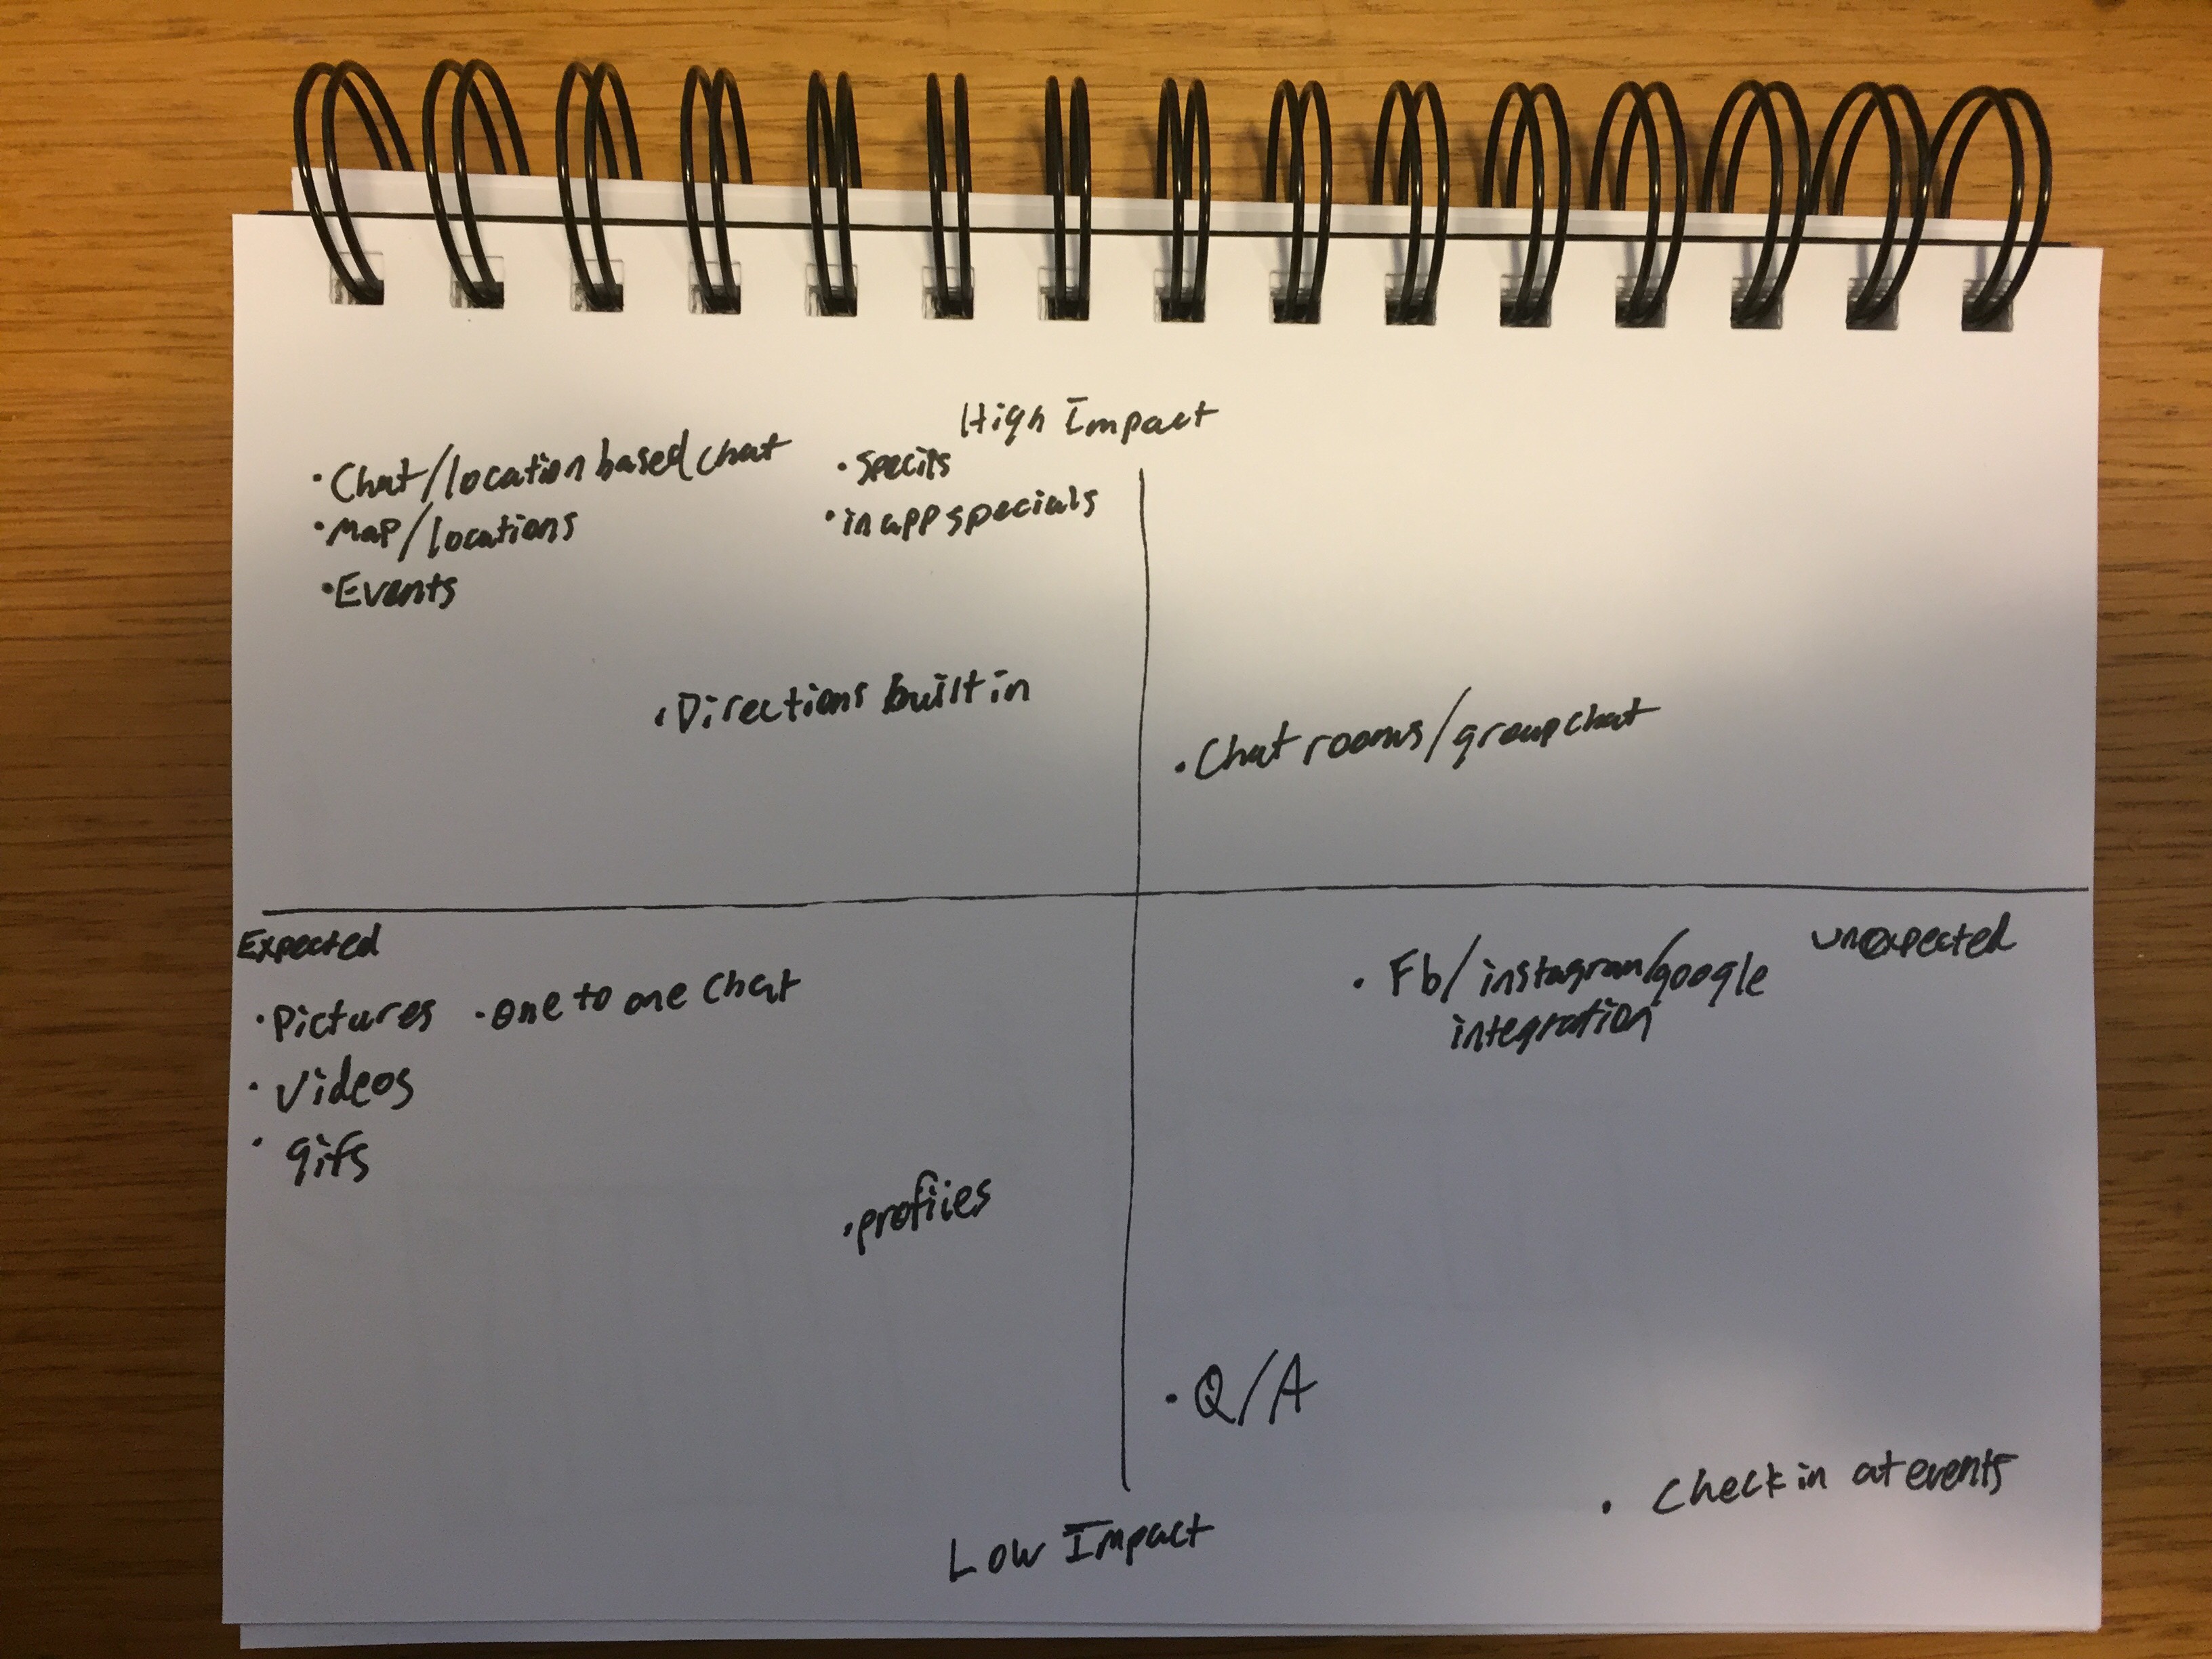 High Impact
• Chat/location based chat
• Map/locations
• Events
• in app specials
• Directions built in
• Chat rooms/group chat
Expected
unexpected
• Pictures • one to one chat
• Videos
• gifs
• Fb/instagram/google
integration
• profiles
• Q/A
• Check in at events
Low Impact